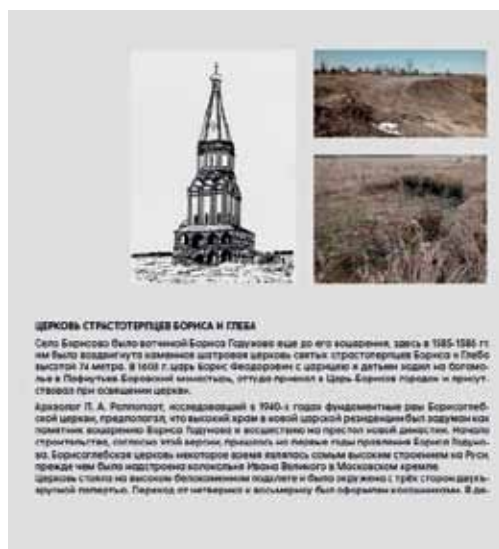 ЦЕРКОВЬ СТРАСТОТЕРПЦЕВ БОРИСА И ГЛЕБА
Село Борисово было вотчиной Бориса Годунова еще до его воцарения, здесь в 1585-1586 гг
им была воздвигнута каменная шатровая церковь святых страстотерпцев Бориса и Глеба
высотой 74 метра. В 1603 г. царь Борис Феодорович с царицею и детьми ходил на богомо-
лье в Пафнутьев Боровский монастырь, оттуда приехал в Царёв-Борисов городок и присут-
ствовал при освящении церкви.
Археолог П. А. Раппопорт, исследовавший в 1940-х годах фундаментные рвы Борисоглеб-
ской церкви, предполагал, что высокий храм в новой царской резиденции был задуман как
памятник воцарению Бориса Годунова и восшествию на престол новой династии. Начало
строительства, согласно этой версии, пришлось на первые годы правления Бориса Годуно-
ва. Борисоглебская церковь некоторое время являлась самым высоким строением на Руси,
прежде чем была надстроена колокольня Ивана Великого в Московском кремле.
Церковь стояла на высоком белокаменном подклете и была окружена с трёх сторон двухъ-
ярусной папертью. Переход от четверика к восьмерику был оформлен кокошниками. В де-